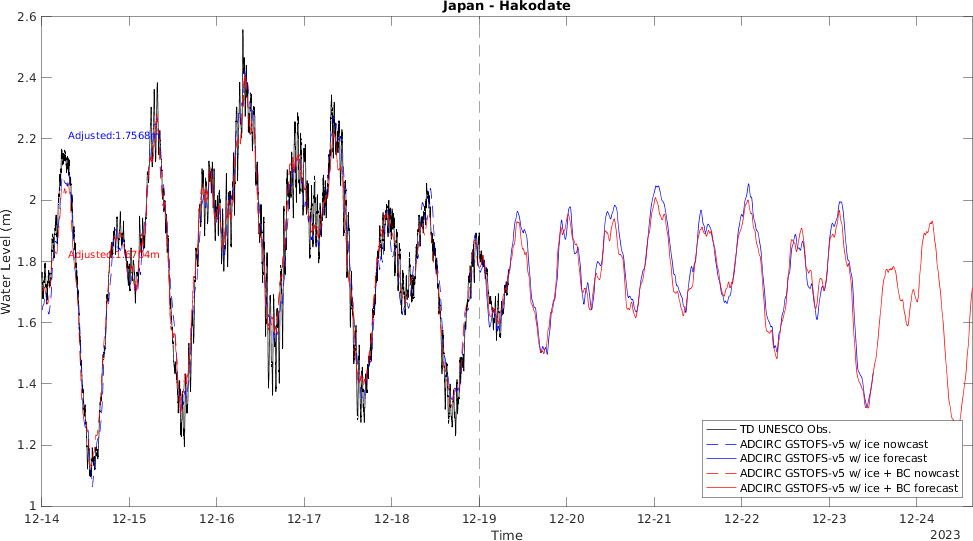 Japan - Hakodate
2.6
2.4
2.2
2
1.8
1.6
1.4
1.2
1
Water Level (m)
Adjusted:1.7568m
12-14
12-15
12-16
12-17
12-18
12-19
12-20
12-21
12-22
12-23
12-24
Time
2023
TD UNESCO Obs.
ADCIRC GSTOFS-v5 w/ ice nowcast
ADCIRC GSTOFS-v5 w/ ice forecast
ADCIRC GSTOFS-v5 w/ ice + BC nowcast
ADCIRC GSTOFS-v5 w/ ice + BC forecast